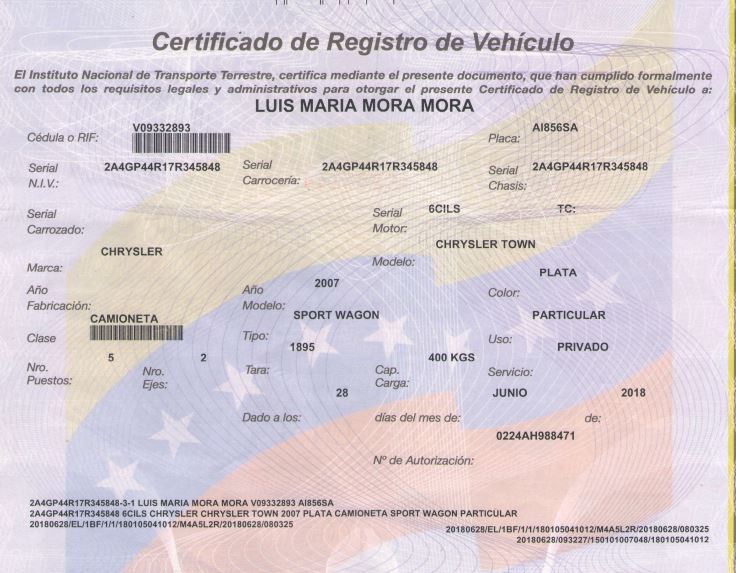 Certificado de Registro de Vehículo
El Instituto Nacional de Transporte Terrestre, certifica mediante el presente documento, que han cumplido formalmente
con todos los requisitos legales y administrativos para otorgar el presente Certificado de Registro de Vehículo a:
LUIS MARIA MORA MORA
Cédula o RIF: V09332893 Placa: AI856SA
Serial N.I.V.: 2A4GP44R17R345848 Serial Carrocería: 2A4GP44R17R345848 Serial Chasis: 2A4GP44R17R345848
Serial Carrozado: Serial Motor: 6CILS TC:
Marca: CHRYSLER Modelo: CHRYSLER TOWN
Año Fabricación: Año Modelo: 2007 Color: PLATA
Clase CAMIONETA Tipo: SPORT WAGON Uso: PARTICULAR
Nro. Puestos: 5 Nro. Ejes: 2 Tara: 1895 Cap. Carga: 400 KGS Servicio: PRIVADO
Dado a los: 28 días del mes de: JUNIO de: 2018
Nº de Autorización: 0224AH988471
2A4GP44R17R345848-3-1 LUIS MARIA MORA MORA V09332893 AI856SA
2A4GP44R17R345848 6CILS CHRYSLER CHRYSLER TOWN 2007 PLATA CAMIONETA SPORT WAGON PARTICULAR
20180628/EL/1BF/1/1/180105041012/M4A5L2R/20180628/080325
20180628/EL/1BF/1/1/180105041012/M4A5L2R/20180628/080325
20180628/093227/150101007048/180105041012